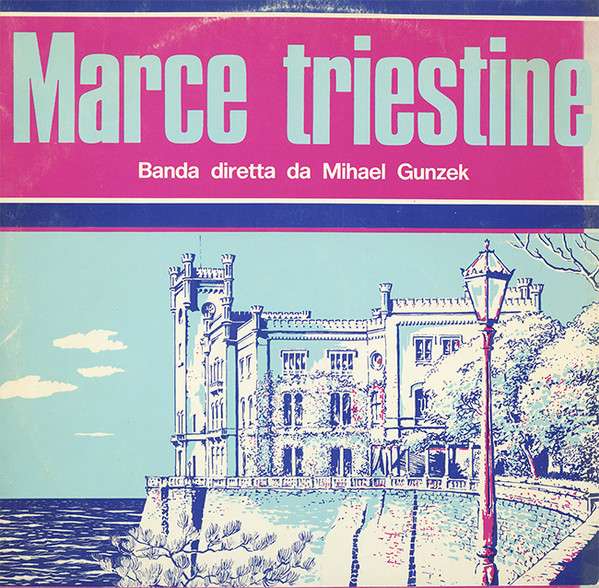 Marce triestine
Banda diretta da Mihael Gunzek